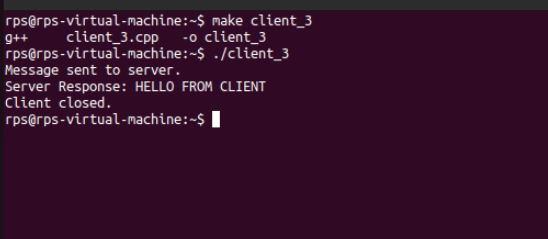 rps@rps-virtual-machine:~$ make client_3
g++     client_3.cpp   -o client_3
rps@rps-virtual-machine:~$ ./client_3
Message sent to server.
Server Response: HELLO FROM CLIENT
Client closed.
rps@rps-virtual-machine:~$